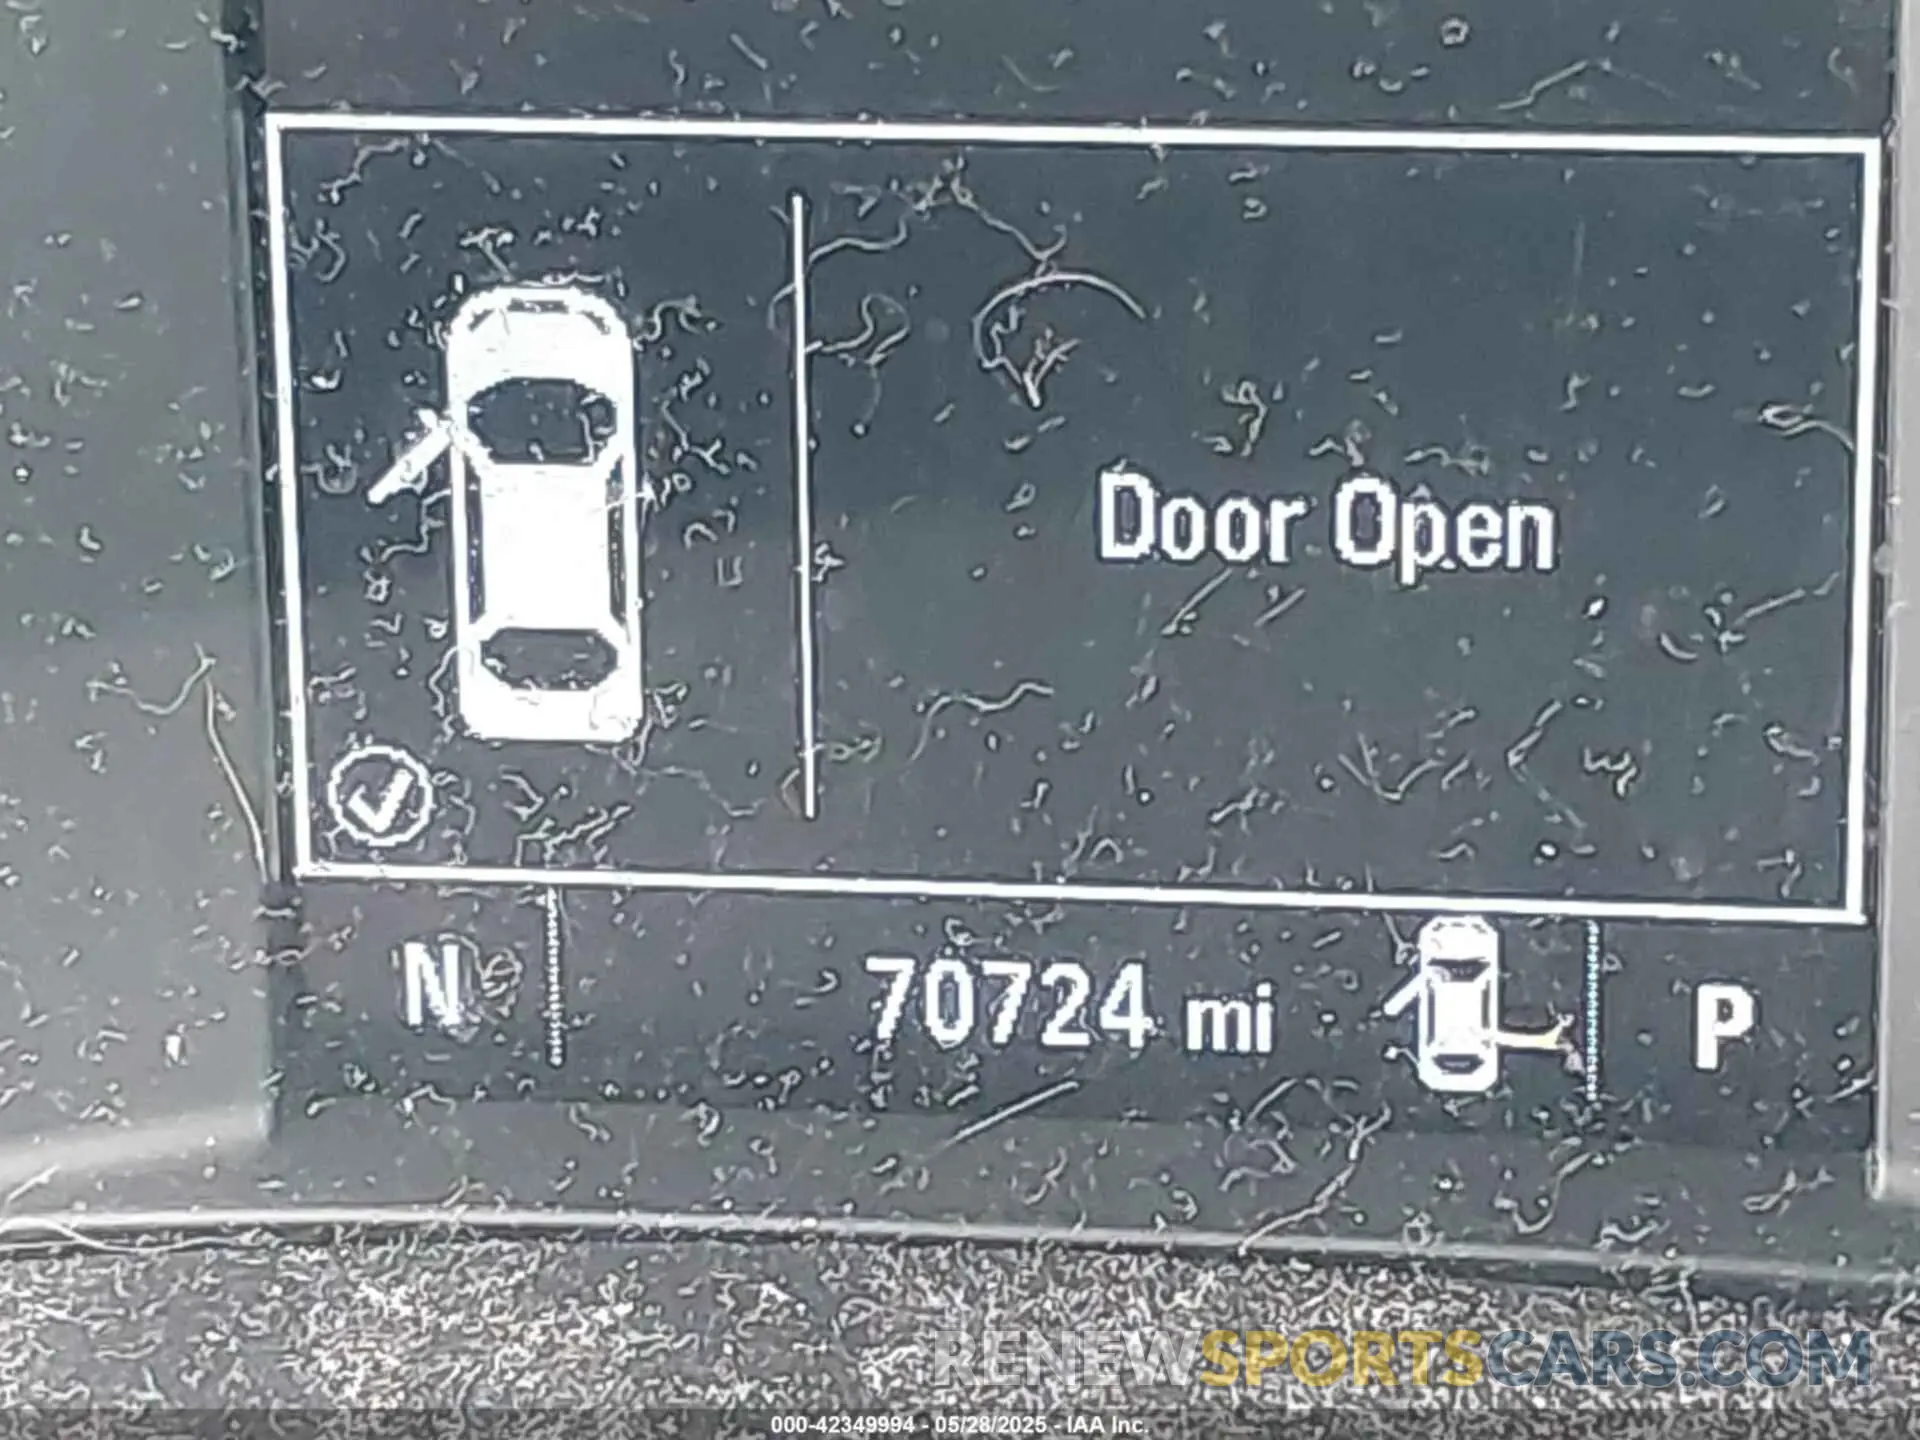 Door Open
N 70724 mi P
RENEWSPORTSCARS.COM
000-42349994 - 05/28/2025 - IAA Inc.